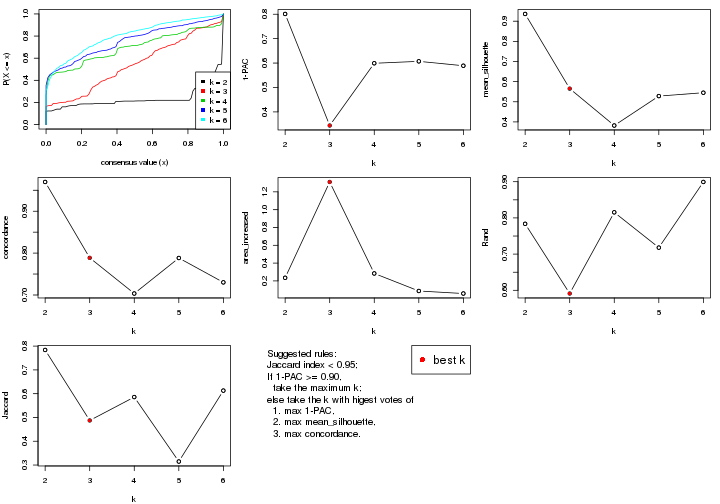 P(X <= x)
0.0 0.2 0.4 0.6 0.8 1.0
k = 2
k = 3
k = 4
k = 5
k = 6
0.0 0.2 0.4 0.6 0.8 1.0
consensus value (x)
1-PAC
0.4 0.5 0.6 0.7 0.8
2 3 4 5 6
k
mean_silhouette
0.4 0.5 0.6 0.7 0.8 0.9
2 3 4 5 6
k
concordance
0.70 0.80 0.90
2 3 4 5 6
k
area_increased
0.2 0.4 0.6 0.8 1.0 1.2
2 3 4 5 6
k
Rand
0.60 0.70 0.80 0.90
2 3 4 5 6
k
Jaccard
0.3 0.4 0.5 0.6 0.7 0.8
2 3 4 5 6
k
Suggested rules:
Jaccard index < 0.95;
If 1-PAC >= 0.90,
take the maximum k;
else take the k with higest votes of
1. max 1-PAC,
2. max mean_silhouette,
3. max concordance.
best k